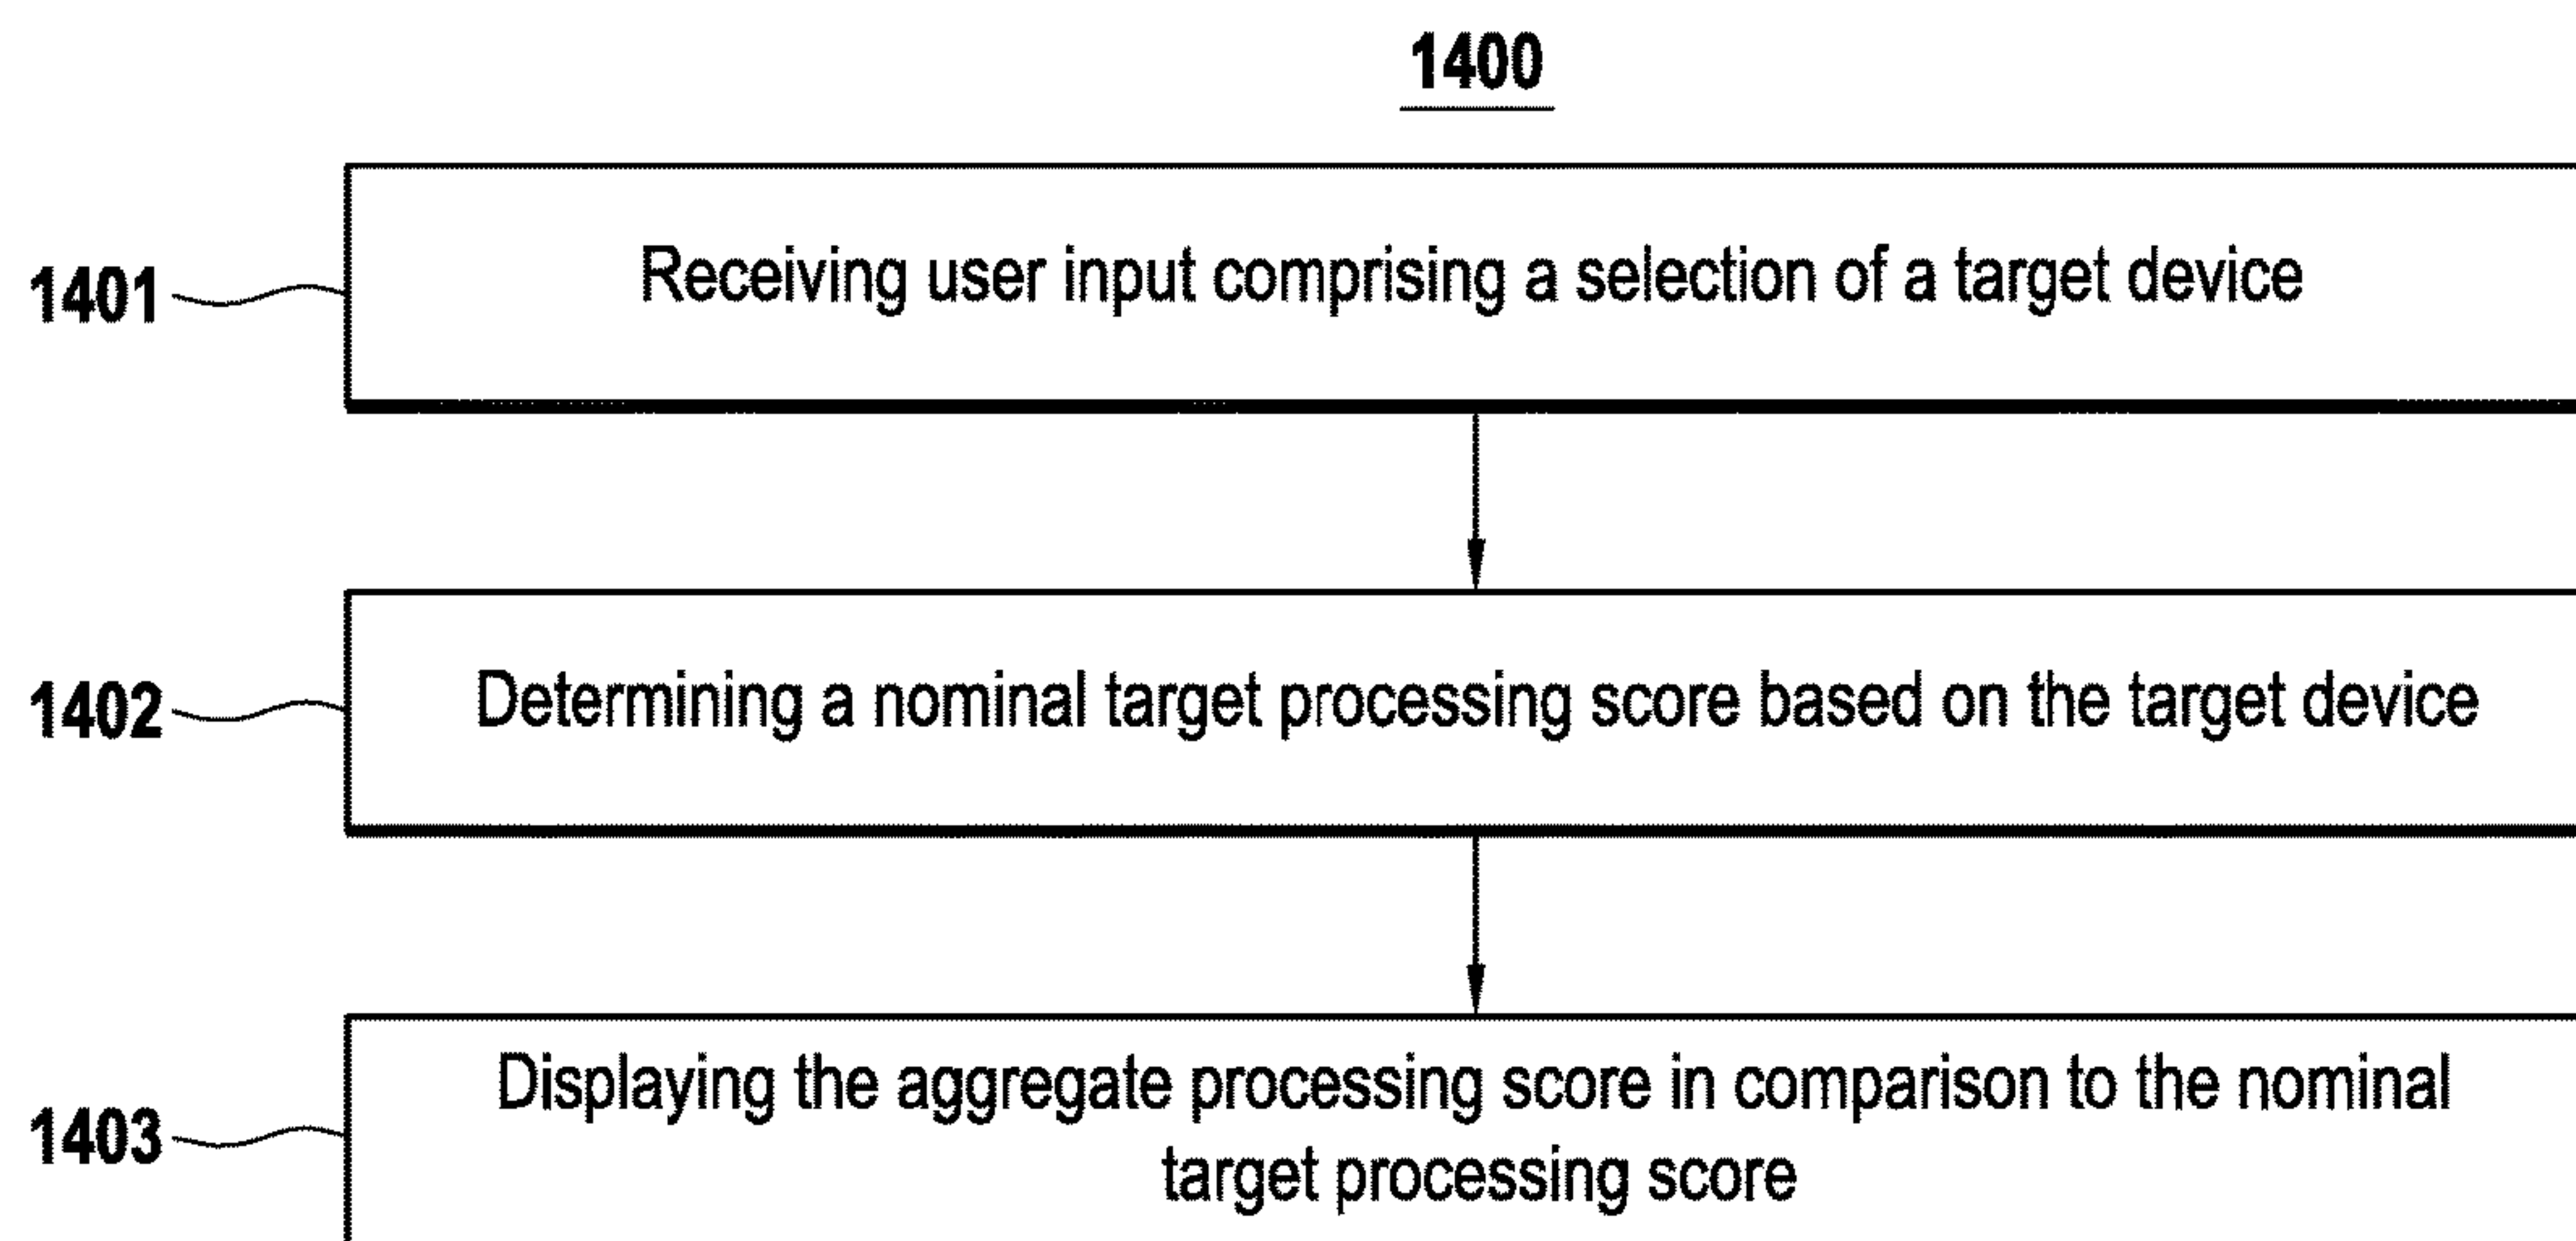 1400
1401
Receiving user input comprising a selection of a target device
1402
Determining a nominal target processing score based on the target device
1403
Displaying the aggregate processing score in comparison to the nominal
target processing score